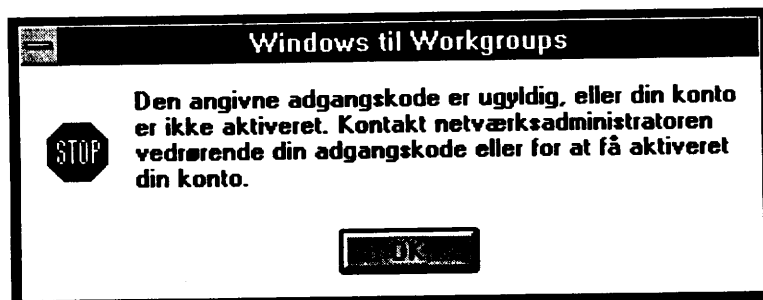 Windows til Workgroups
Den angivne adgangskode er ugyldig, eller din konto
er ikke aktiveret. Kontakt netværksadministratoren
vedrørende din adgangskode eller for at få aktiveret
din konto.
STOP
OK